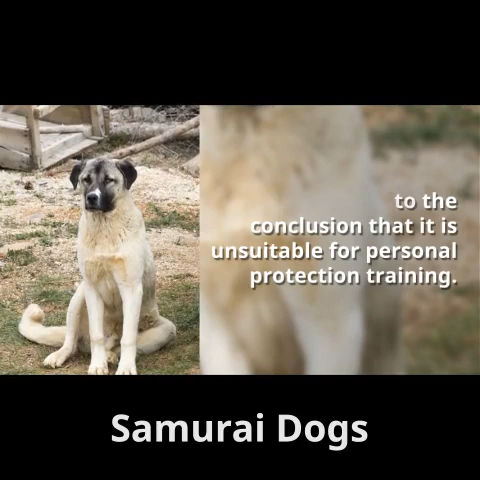 to the
conclusion that it is
unsuitable for personal
protection training.
Samurai Dogs